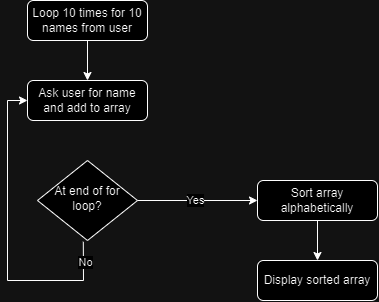 Loop 10 times for 10
names from user
Ask user for name
and add to array
At end of for
loop?
Yes
No
Sort array
alphabetically
Display sorted array